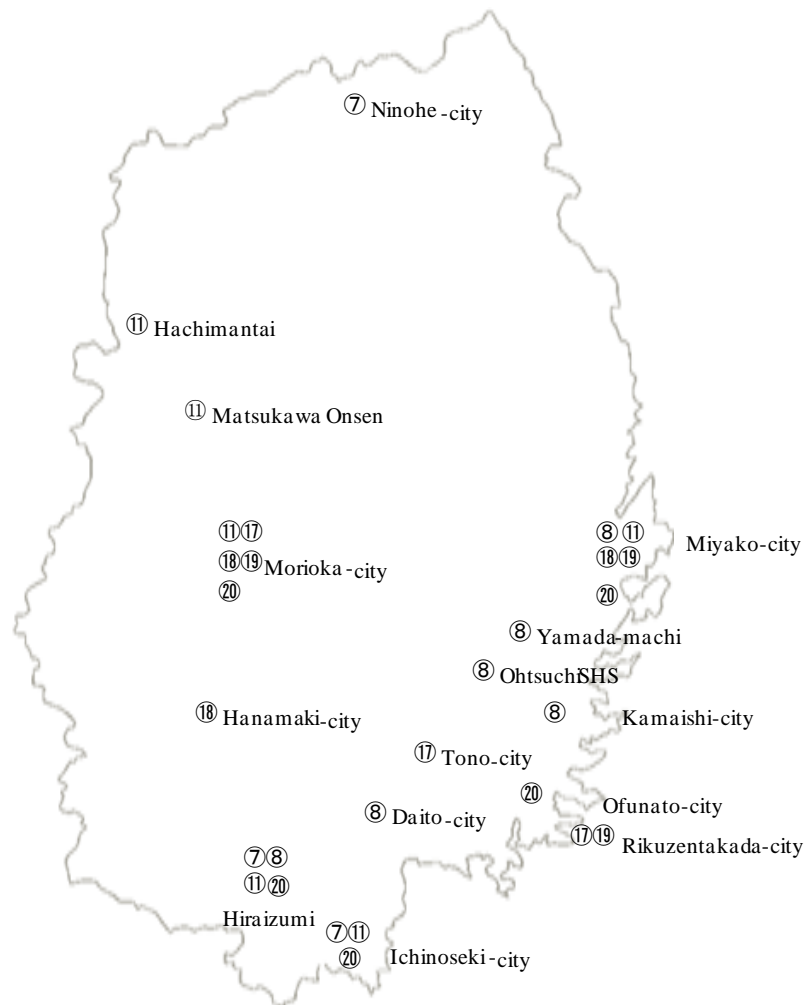 ⑦ Ninohe-city
⑪ Hachimantai
⑪ Matsukawa Onsen
⑪⑰
⑱⑲ Morioka-city
⑳
⑧ ⑪
Miyako-city
⑱⑲
⑳
⑧ Yamada-machi
⑧ OhtsuchiSHS
⑱ Hanamaki-city
⑧ Kamaishi-city
⑰ Tono-city
⑳ Ofunato-city
⑧ Daito-city
⑰⑲ Rikuzentakada-city
⑦⑧
⑪⑳
Hiraizumi
⑦⑪
⑳ Ichinoseki-city